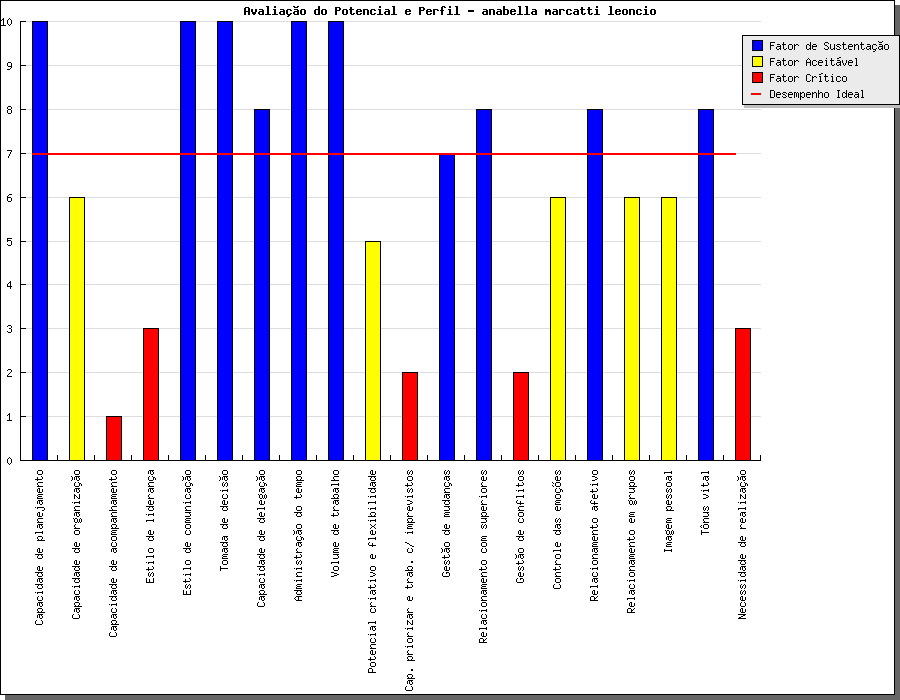 Avaliação do Potencial e Perfil - anabella marcatti leoncio
Fator de Sustentação
Fator Aceitável
Fator Crítico
Desempenho Ideal
10
9
8
7
6
5
4
3
2
1
0
Capacidade de planejamento
Capacidade de organização
Capacidade de acompanhamento
Estilo de liderança
Estilo de comunicação
Tomada de decisão
Capacidade de delegação
Administração do tempo
Volume de trabalho
Potencial criativo e flexibilidade
Cap. priorizar e trab. c/ imprevistos
Gestão de mudanças
Relacionamento com superiores
Gestão de conflitos
Controle das emoções
Relacionamento afetivo
Relacionamento em grupos
Imagem pessoal
Tônus vital
Necessidade de realização